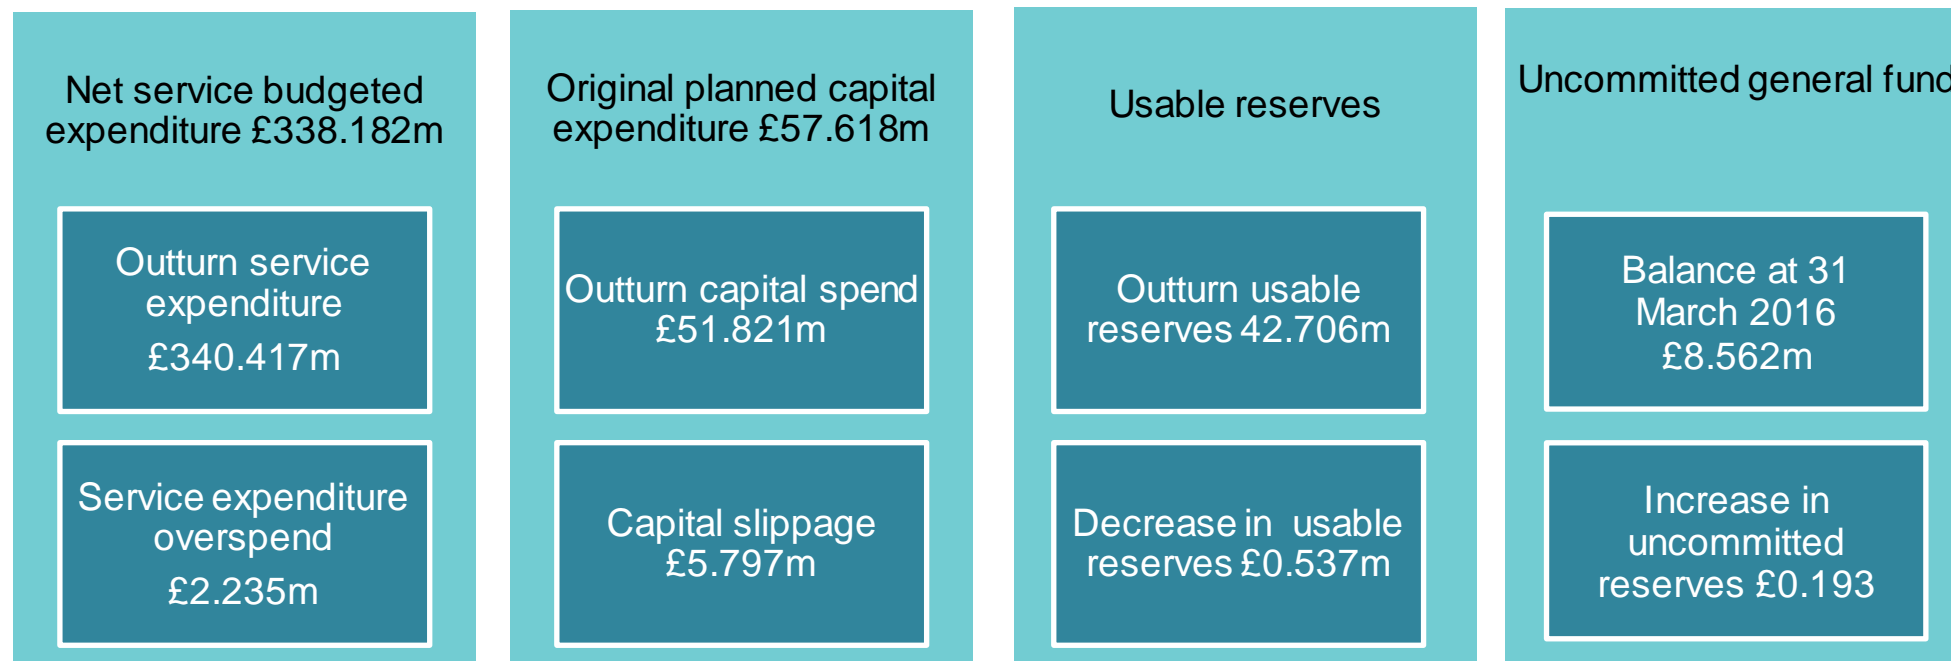 Net service budgeted
expenditure £338.182m
Outturn service
expenditure
£340.417m
Service expenditure
overspend
£2.235m
Original planned capital
expenditure £57.618m
Outturn capital spend
£51.821m
Capital slippage
£5.797m
Usable reserves
Outturn usable
reserves 42.706m
Decrease in usable
reserves £0.537m
Uncommitted general fund
Balance at 31
March 2016
£8.562m
Increase in
uncommitted
reserves £0.193